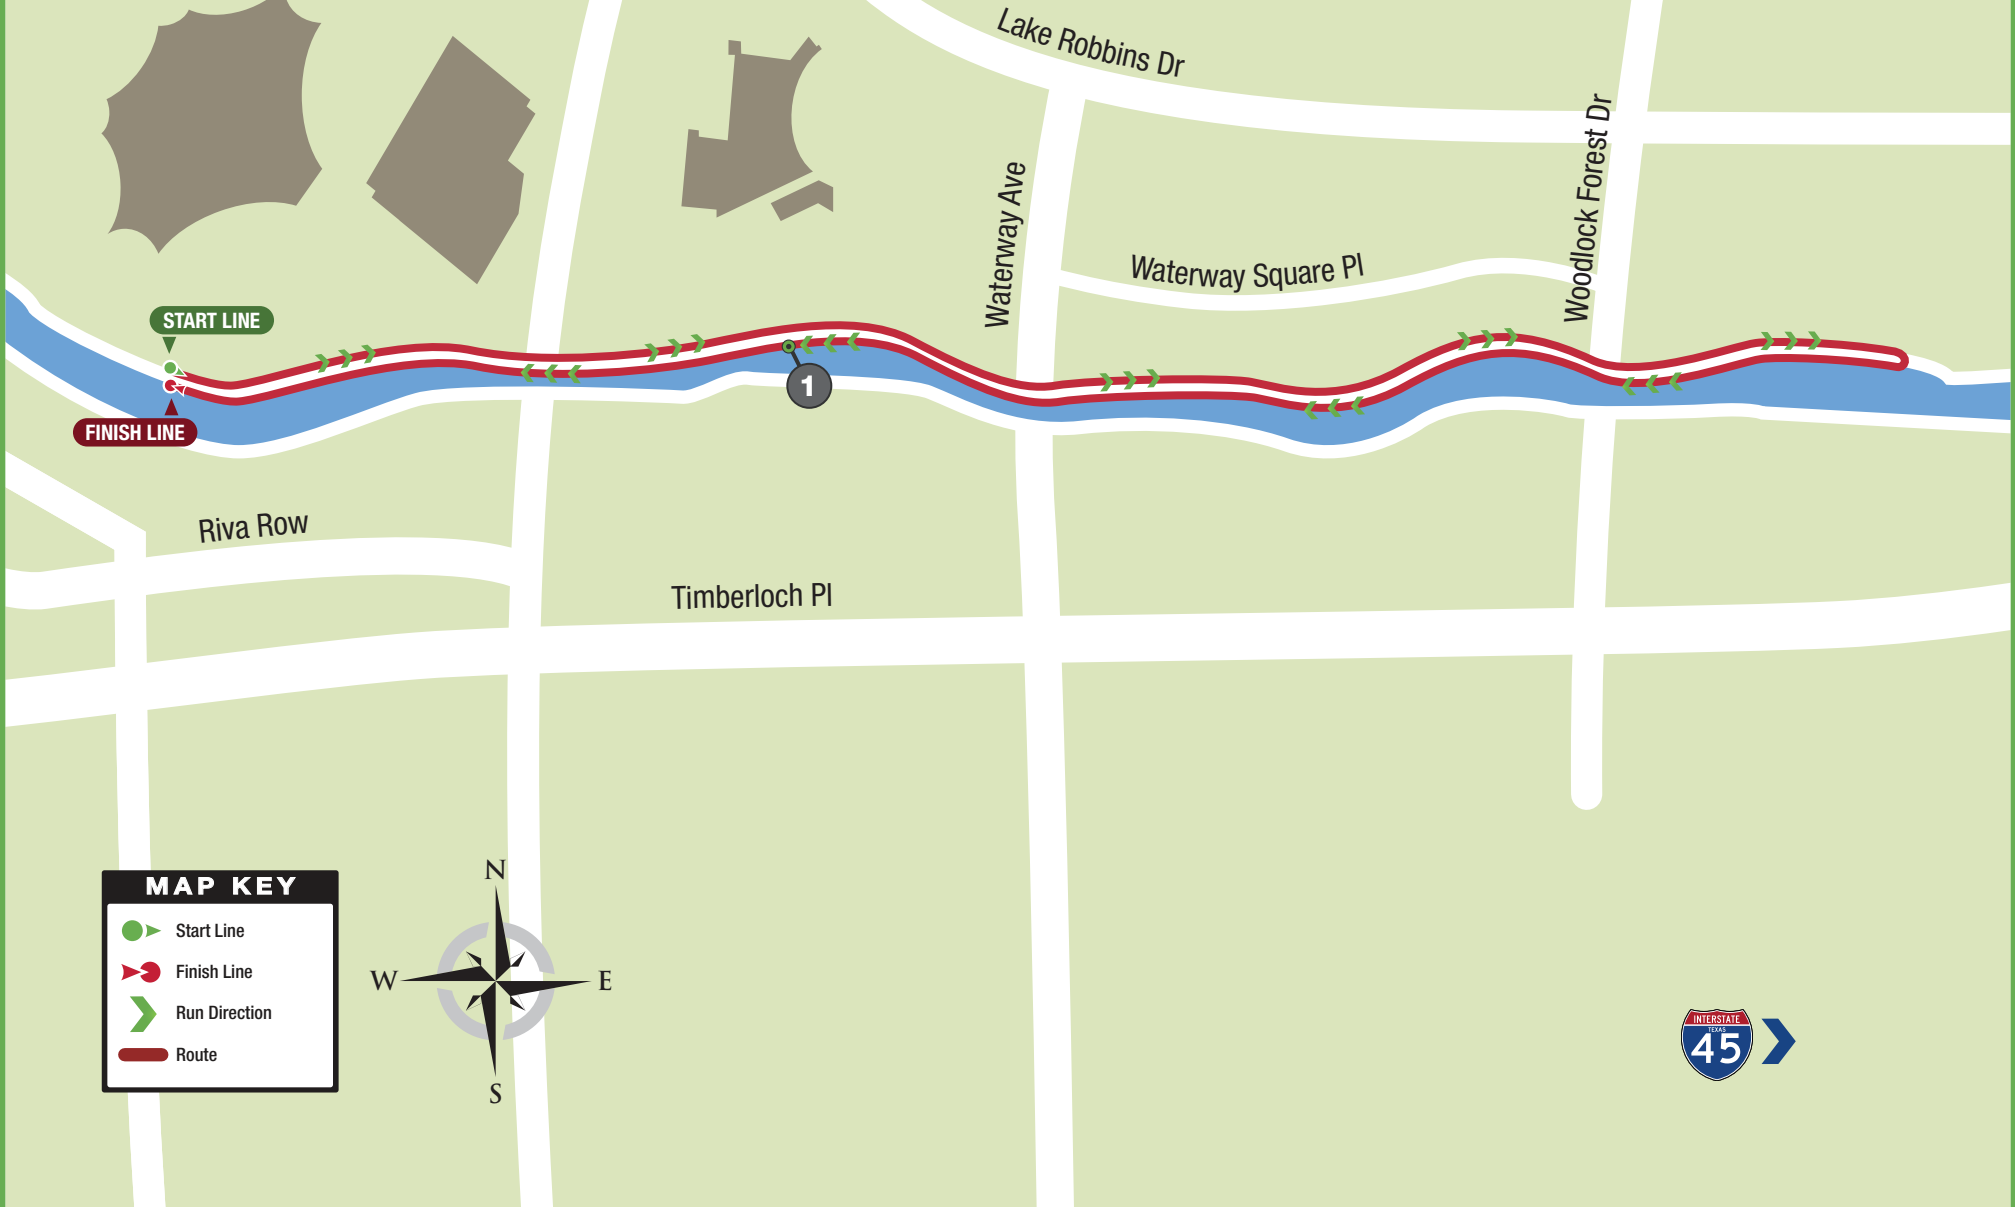 Lake Robbins Dr
Woodlock Forest Dr
Waterway Ave
Waterway Square Pl
START LINE
1
FINISH LINE
Riva Row
Timberloch Pl
MAP KEY
Start Line
Finish Line
Run Direction
Route
N
W
E
S
INTERSTATE
TEXAS
45